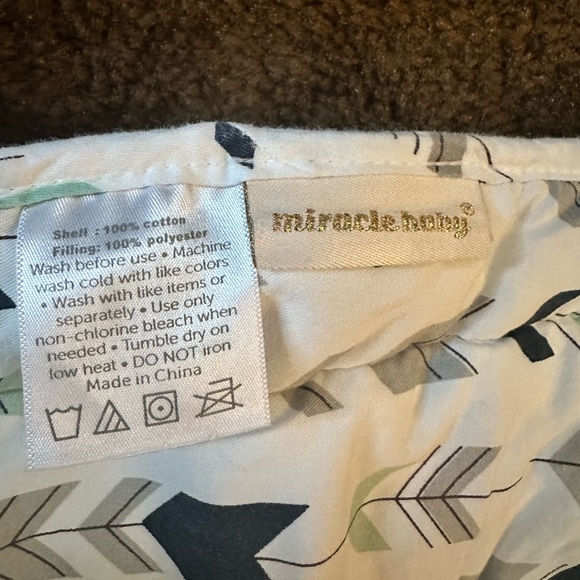 Shell : 100% cotton
Filling: 100% polyester
Wash before use • Machine
wash cold with like colors
• Wash with like items or
separately • Use only
non-chlorine bleach when
needed • Tumble dry on
low heat • DO NOT iron
Made in China
miracle baby®